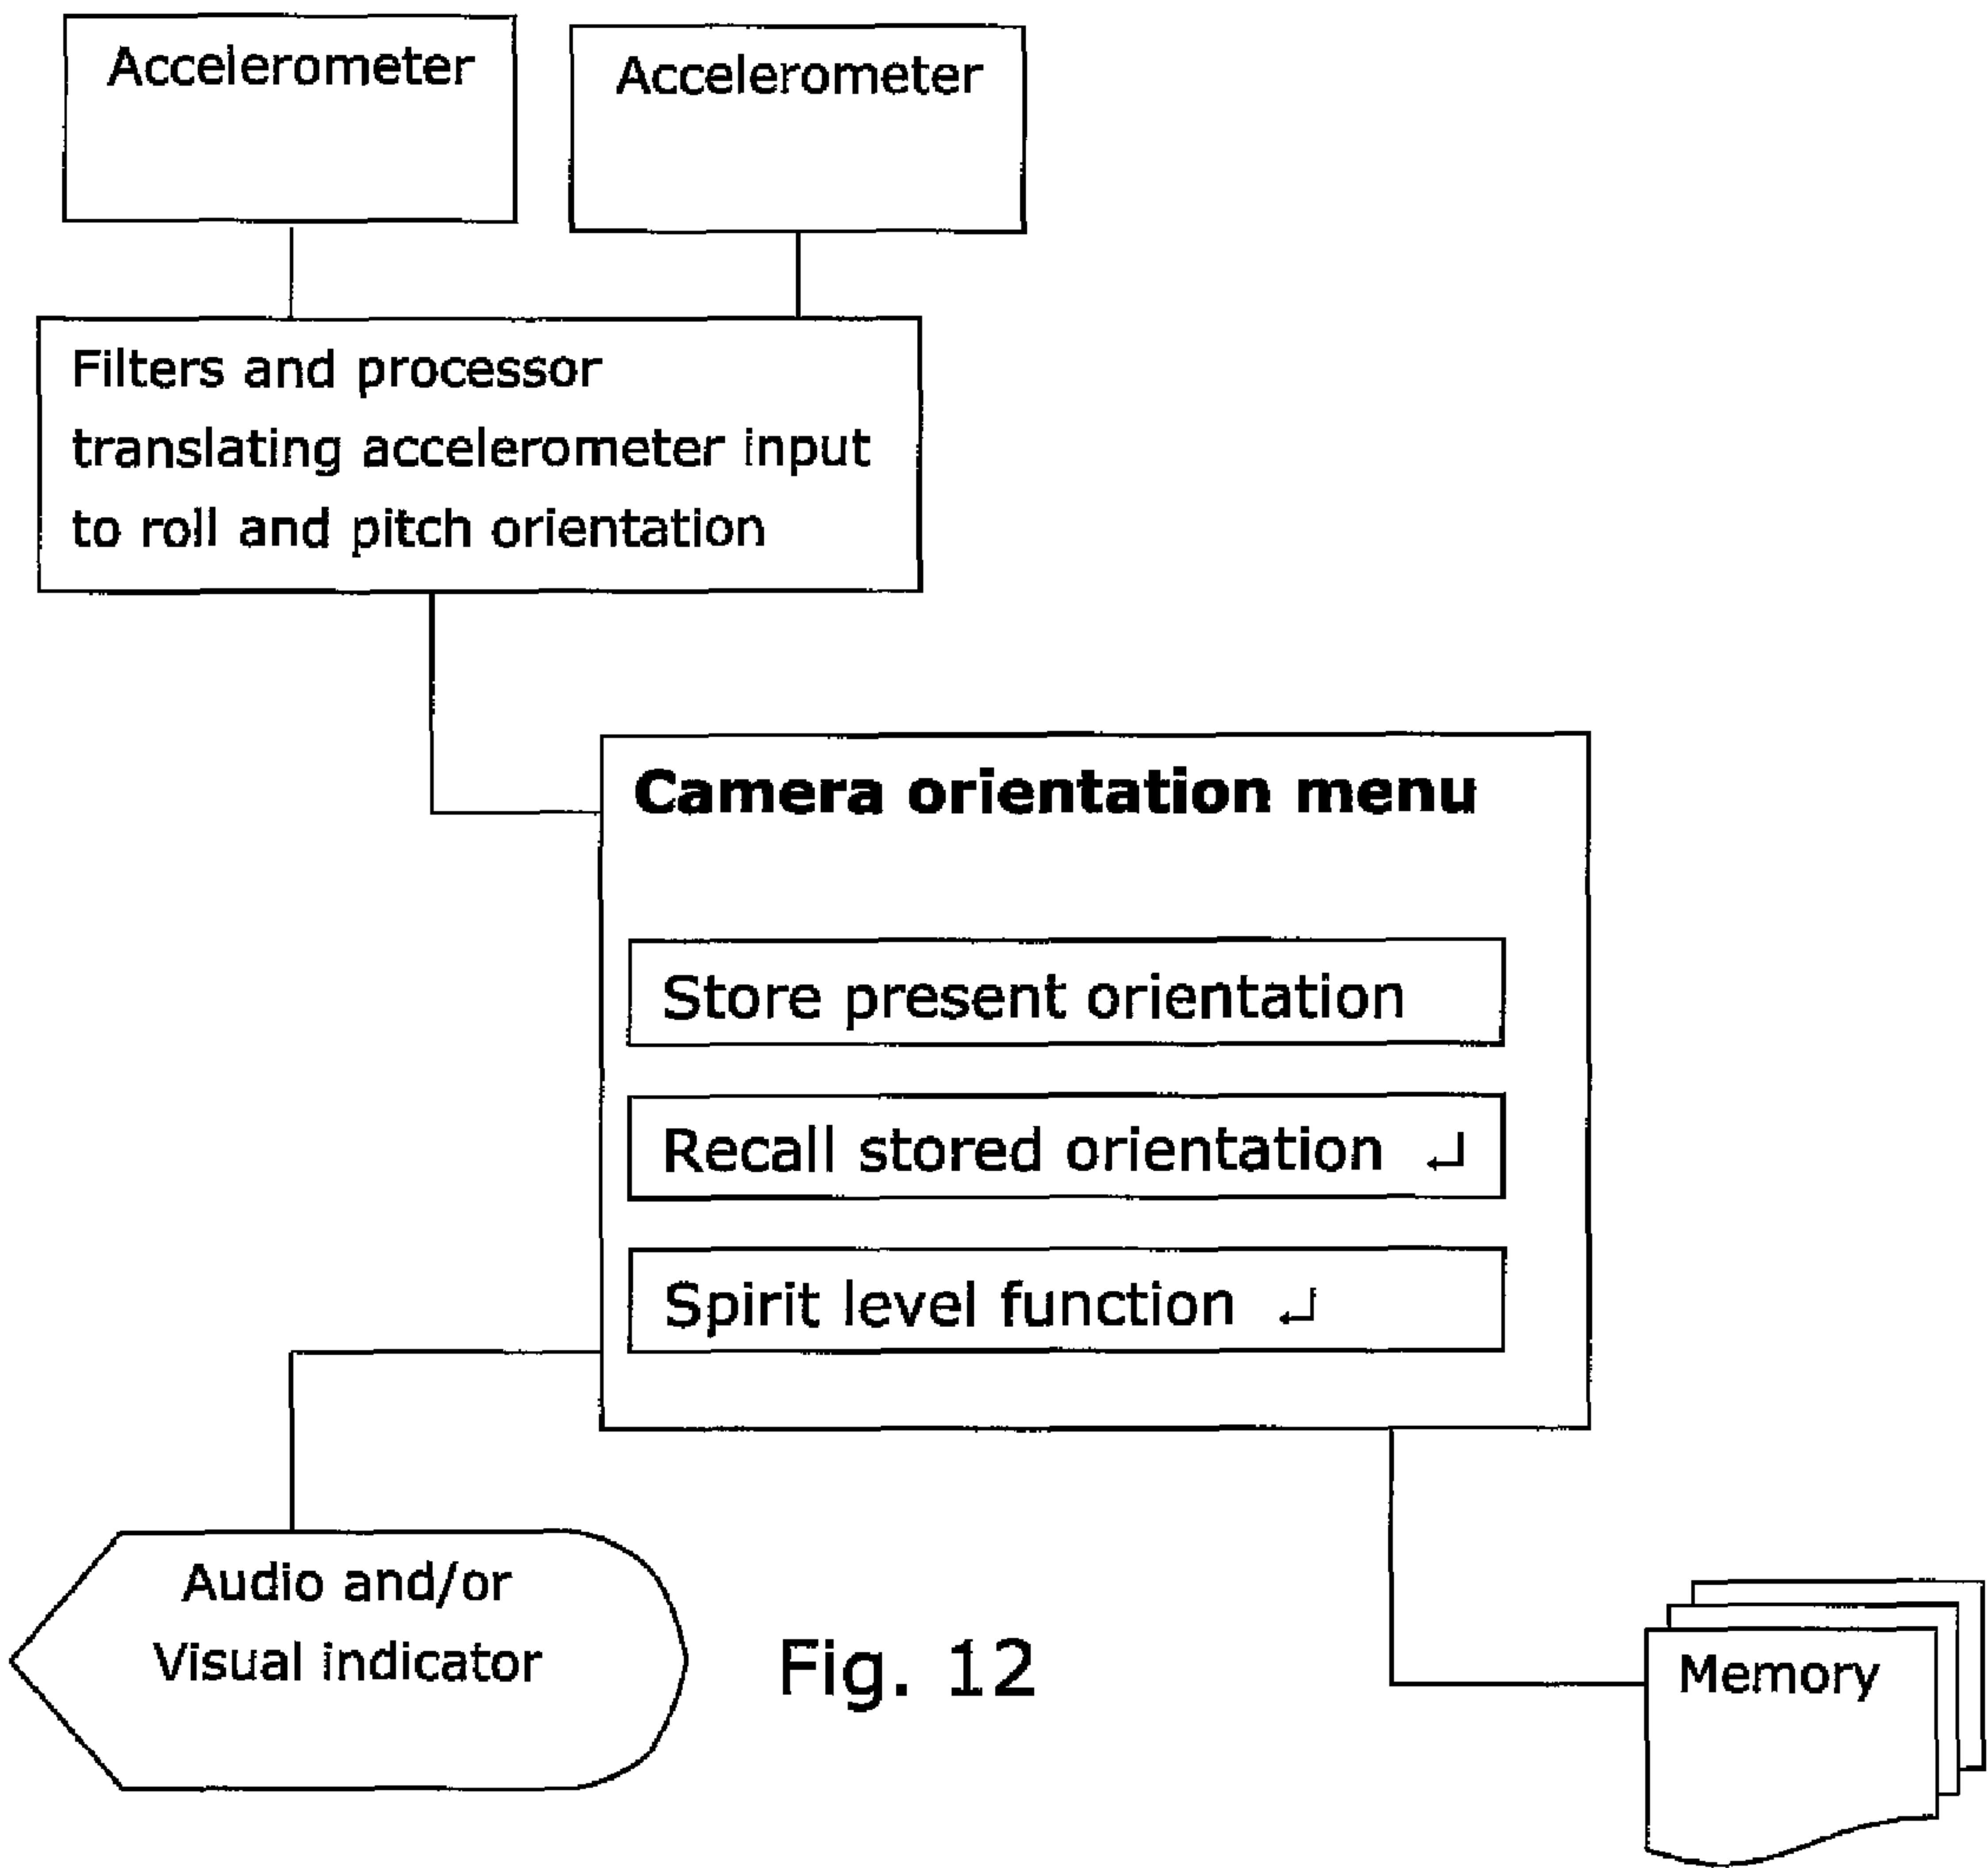 Accelerometer
Accelerometer
Filters and processor
translating accelerometer input
to roll and pitch orientation
Camera orientation menu
Store present orientation
Recall stored orientation ↵
Spirit level function ↵
Audio and/or
Visual indicator
Fig. 12
Memory